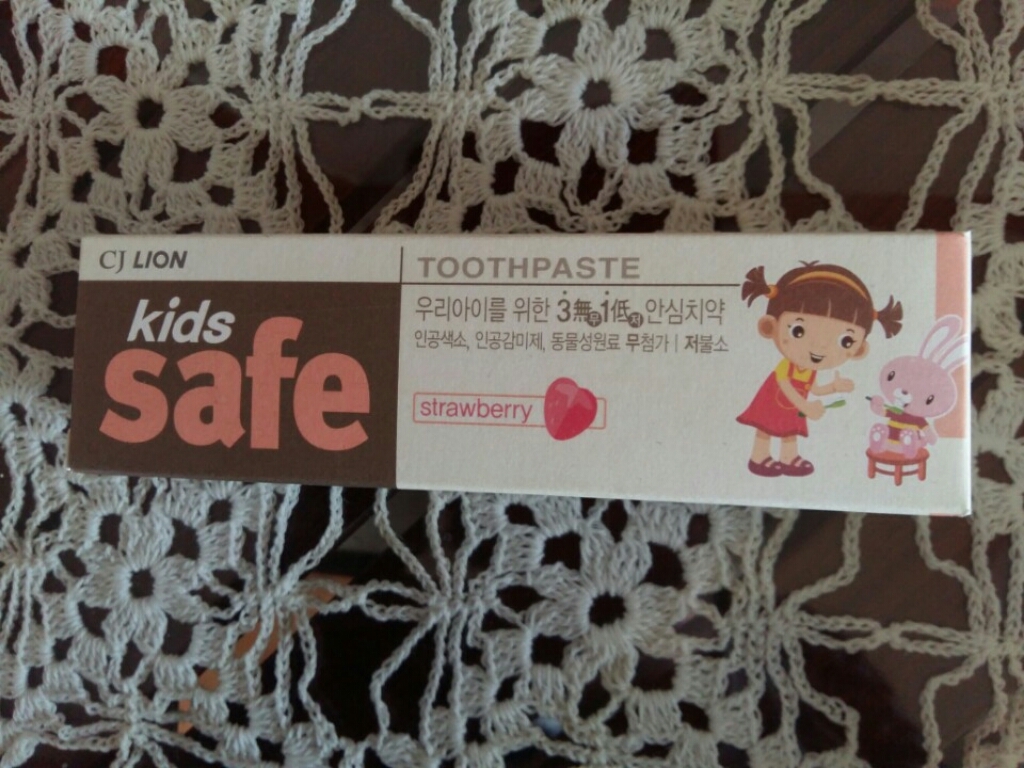 CJ LION
kids
safe
TOOTHPASTE
우리아이를 위한 3無무1低저 안심치약
인공색소, 인공감미제, 동물성원료 무첨가 | 저불소
strawberry